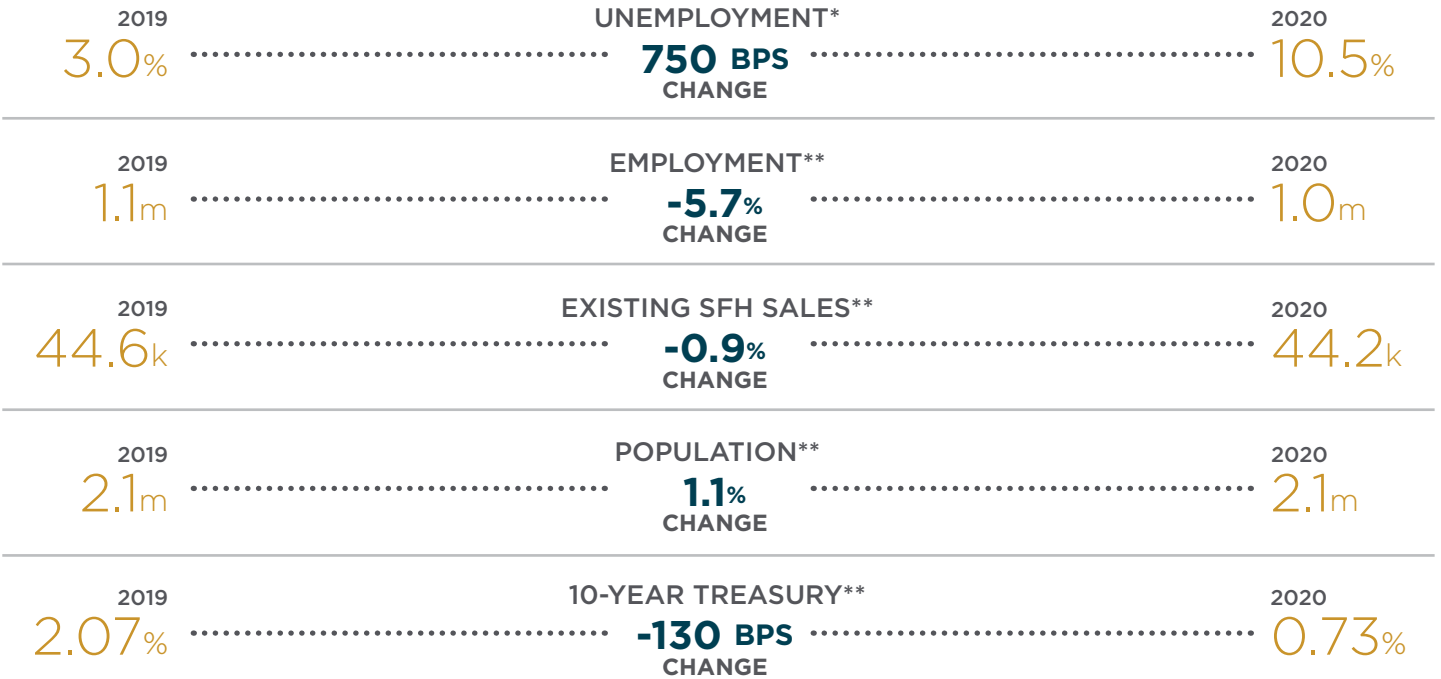 2019 UNEMPLOYMENT* 2020
3.0% 750 BPS 10.5%
CHANGE
2019 EMPLOYMENT** 2020
1.1m -5.7% 1.0m
CHANGE
2019 EXISTING SFH SALES** 2020
44.6k -0.9% 44.2k
CHANGE
2019 POPULATION** 2020
2.1m 1.1% 2.1m
CHANGE
2019 10-YEAR TREASURY** 2020
2.07% -130 BPS 0.73%
CHANGE